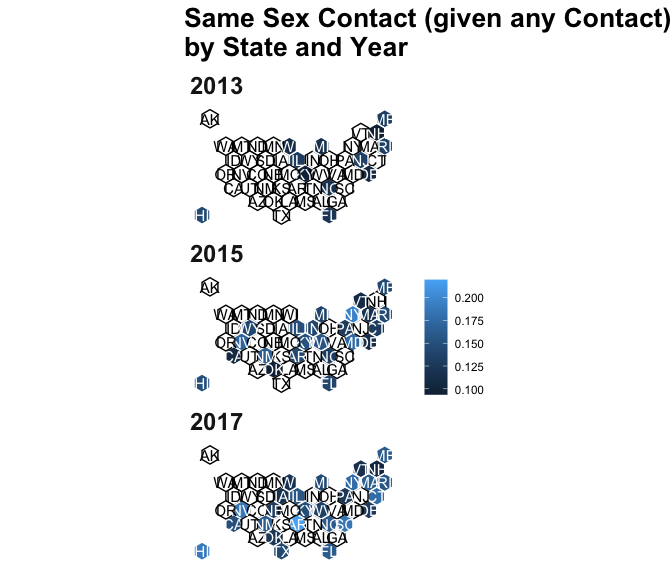 Same Sex Contact (given any Contact)
by State and Year
2013
AK ME
VT NH
WA MT ND MN WI MI NY MA RI
ID WY SD IA IL IN OH PA NJ CT
OR NV CO NE MO KY WV VA MD DE
CA UT NM KS AR TN NC SC
AZ OK LA MS AL GA
HI TX FL
2015
AK ME
VT NH
WA MT ND MN WI MI NY MA RI
ID WY SD IA IL IN OH PA NJ CT
OR NV CO NE MO KY WV VA MD DE
CA UT NM KS AR TN NC SC
AZ OK LA MS AL GA
HI TX FL
0.200
0.175
0.150
0.125
0.100
2017
AK ME
VT NH
WA MT ND MN WI MI NY MA RI
ID WY SD IA IL IN OH PA NJ CT
OR NV CO NE MO KY WV VA MD DE
CA UT NM KS AR TN NC SC
AZ OK LA MS AL GA
HI TX FL